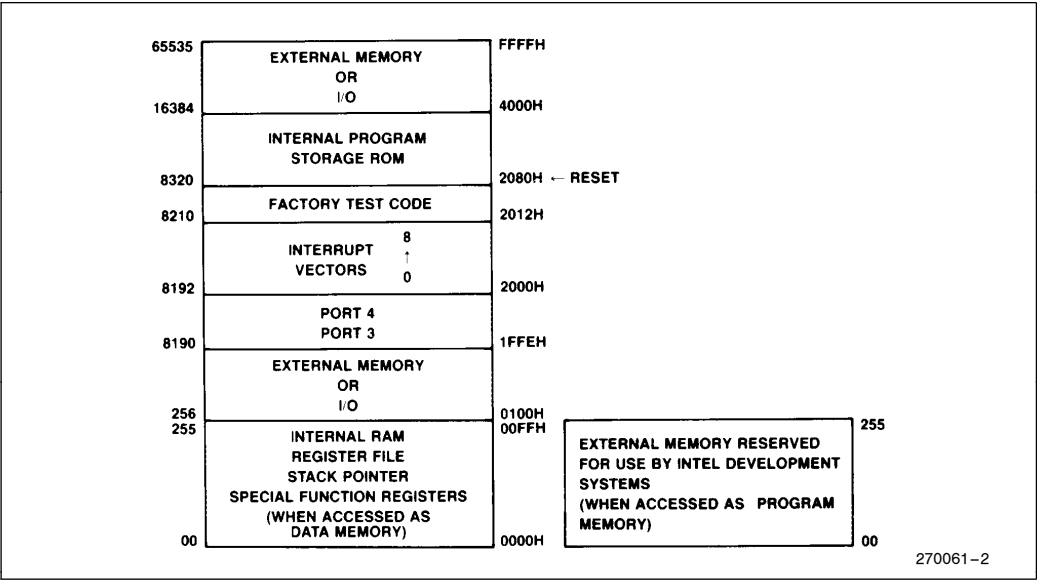 65535
FFFFH
EXTERNAL MEMORY
OR
I/O
16384
4000H
INTERNAL PROGRAM
STORAGE ROM
8320
2080H ← RESET
FACTORY TEST CODE
8210
2012H
INTERRUPT
VECTORS
8
↑
0
8192
2000H
PORT 4
PORT 3
8190
1FFEH
EXTERNAL MEMORY
OR
I/O
256
0100H
255
00FFH
INTERNAL RAM
REGISTER FILE
STACK POINTER
SPECIAL FUNCTION REGISTERS
(WHEN ACCESSED AS
DATA MEMORY)
00
0000H
255
EXTERNAL MEMORY RESERVED
FOR USE BY INTEL DEVELOPMENT
SYSTEMS
(WHEN ACCESSED AS PROGRAM
MEMORY)
00
270061–2